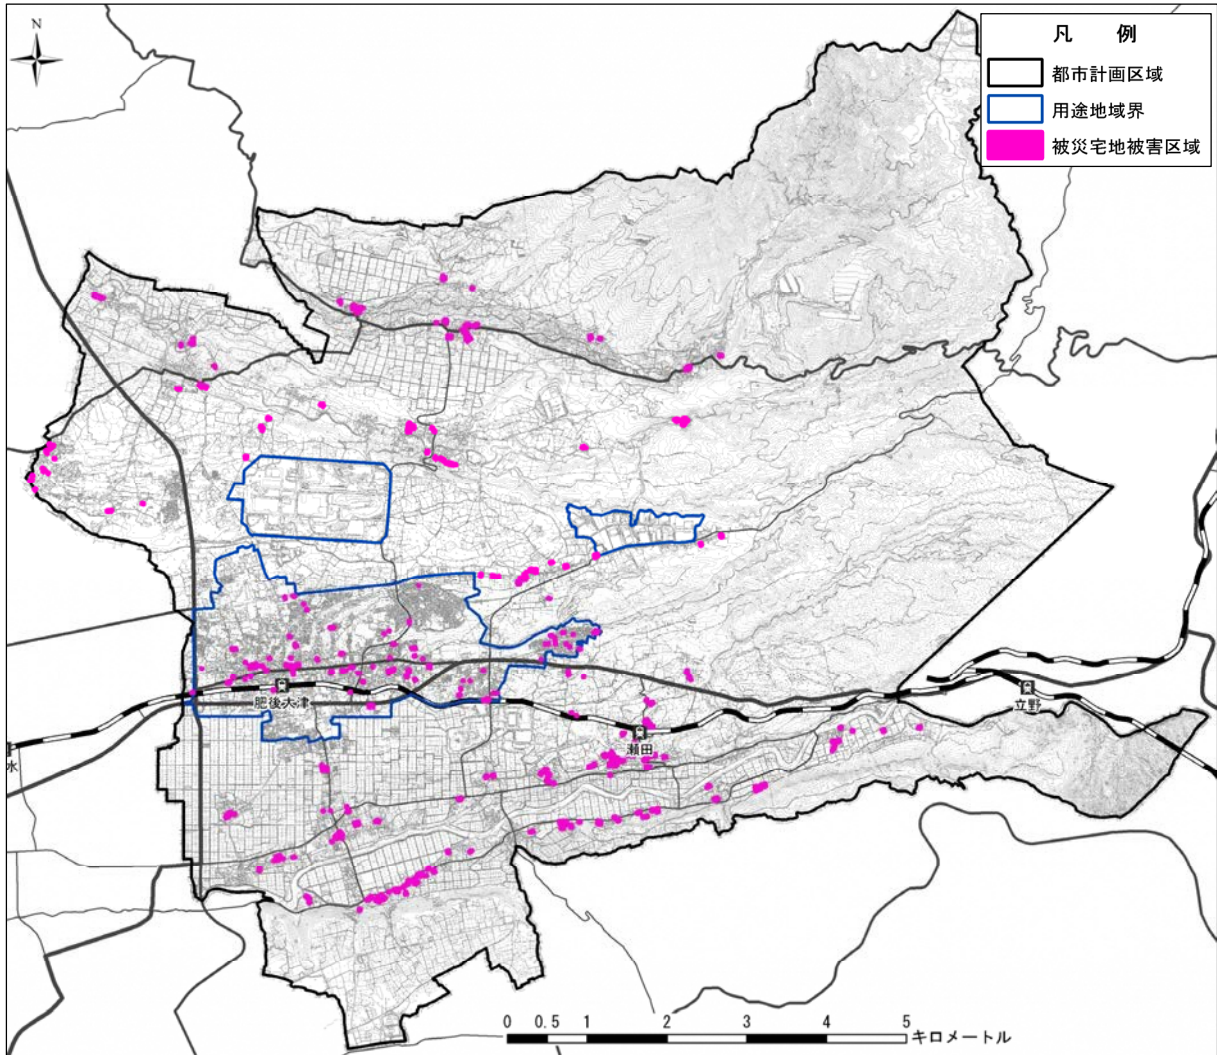 N
凡 例
都市計画区域
用途地域界
被災宅地被害区域
肥後大津
立野
瀬田
水
0 0.5 1 2 3 4 5
キロメートル